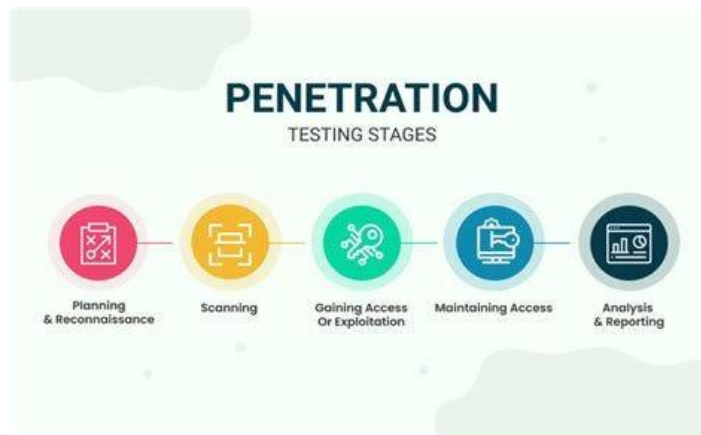 PENETRATION
TESTING STAGES
Planning
& Reconnaissance
Scanning
Gaining Access
Or Exploitation
Maintaining Access
Analysis
& Reporting